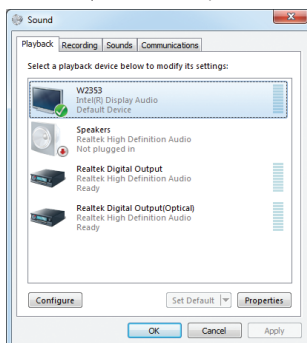 Sound
Playback Recording Sounds Communications
Select a playback device below to modify its settings:
W2353
Intel(R) Display Audio
Default Device
Speakers
Realtek High Definition Audio
Not plugged in
Realtek Digital Output
Realtek High Definition Audio
Ready
Realtek Digital Output(Optical)
Realtek High Definition Audio
Ready
Configure Set Default Properties
OK Cancel Apply